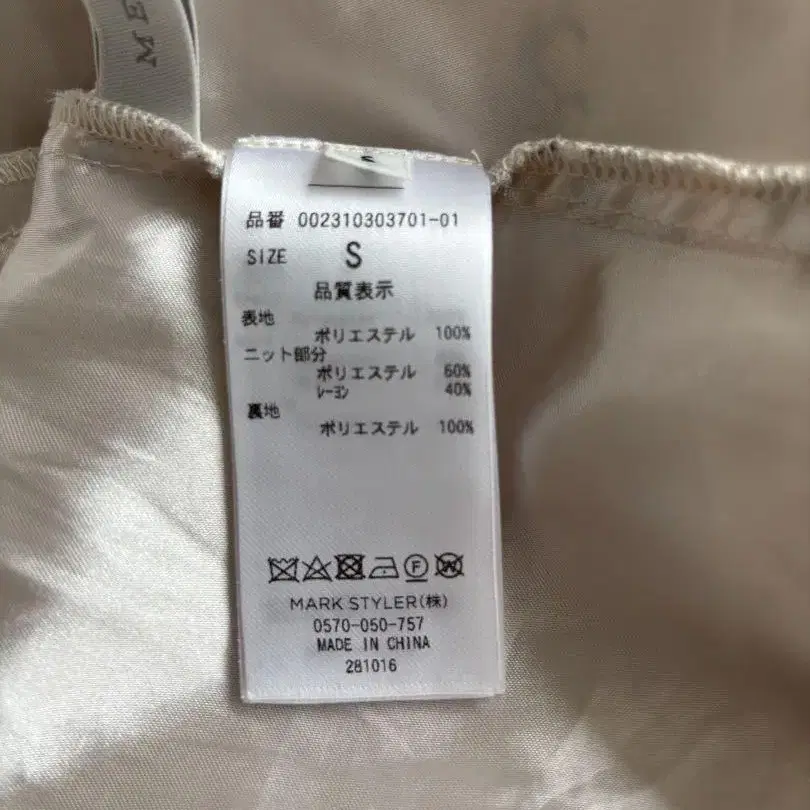 ME
品番 002310303701-01
SIZE S
品質表示
表地
ポリエステル 100%
ニット部分
ポリエステル 60%
レーヨン 40%
裏地
ポリエステル 100%
MARK STYLER(株)
0570-050-757
MADE IN CHINA
281016